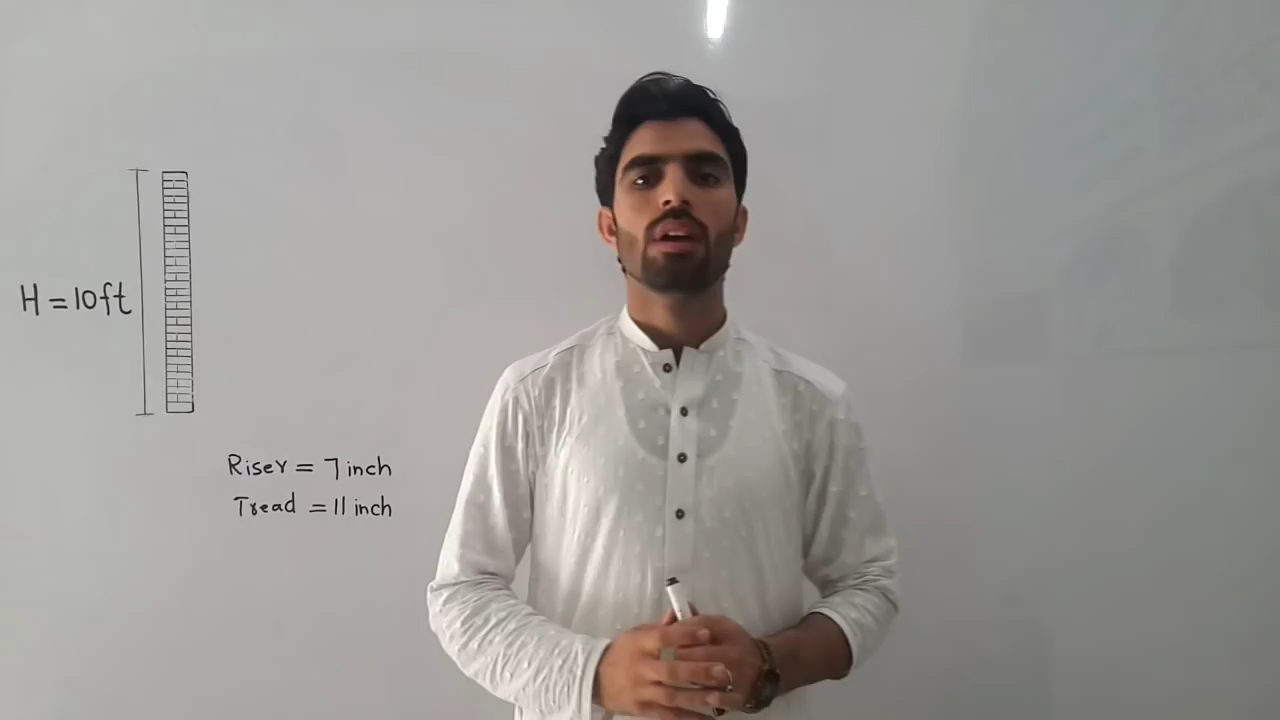 H = 10ft
Riser = 7 inch
Tread = 11 inch